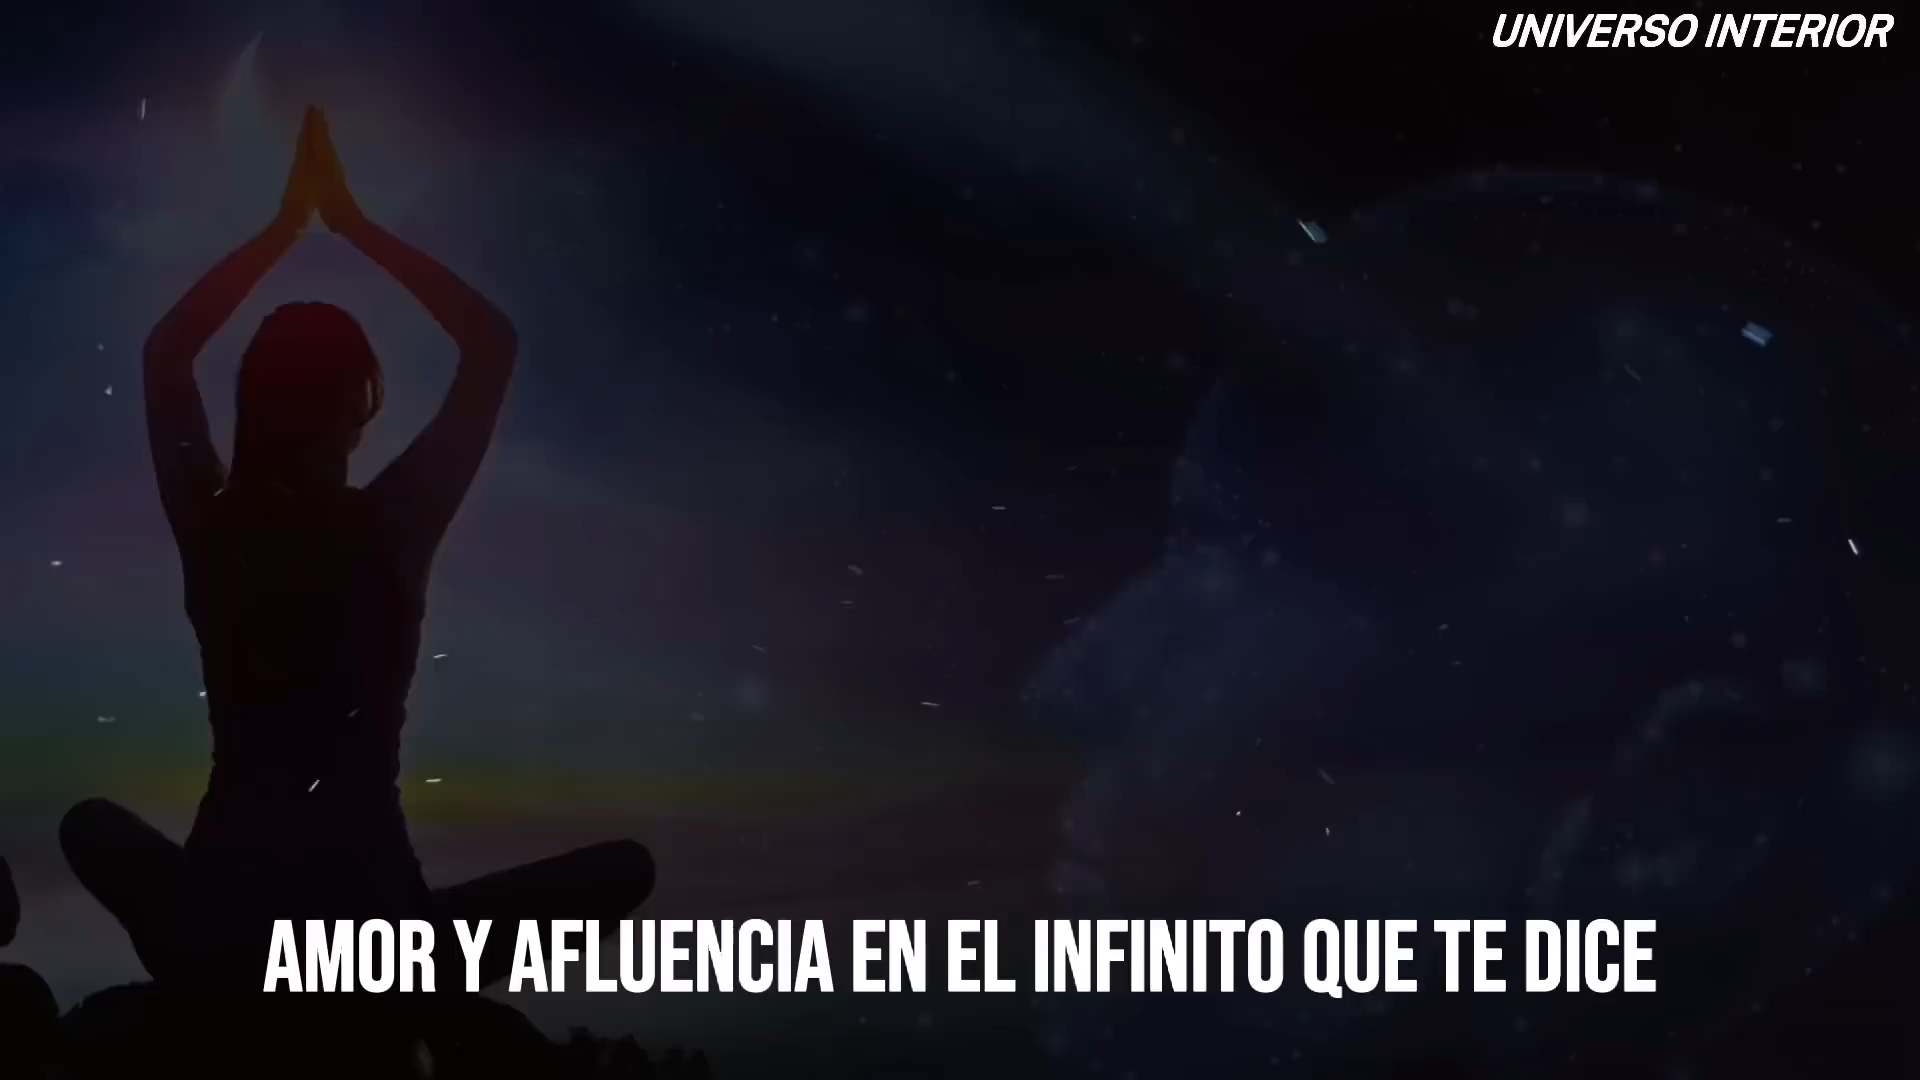 UNIVERSO INTERIOR
AMOR Y AFLUENCIA EN EL INFINITO QUE TE DICE